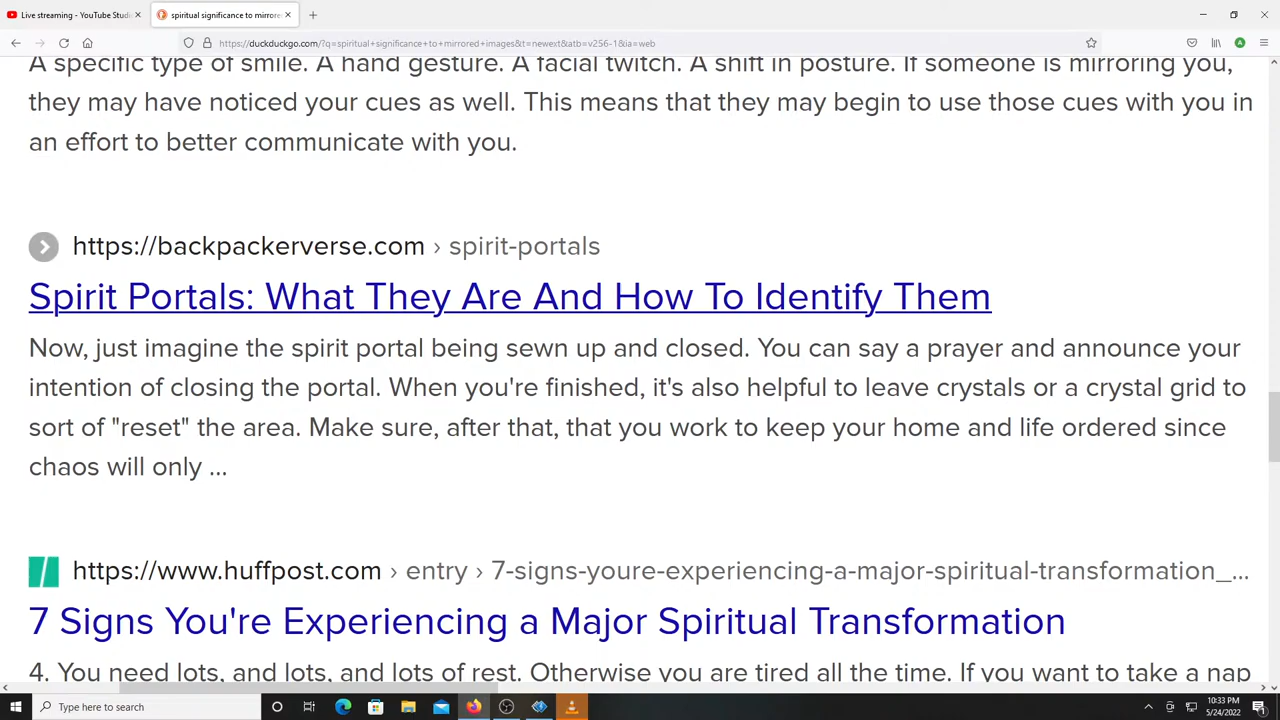 Live streaming - YouTube Studi
spiritual significance to mirrore
https://duckduckgo.com/?q=spiritual+significance+to+mirrored+images&t=newext&atb=v256-1&ia=web
A specific type of smile. A hand gesture. A facial twitch. A shift in posture. If someone is mirroring you,
they may have noticed your cues as well. This means that they may begin to use those cues with you in
an effort to better communicate with you.
https://backpackerverse.com › spirit-portals
Spirit Portals: What They Are And How To Identify Them
Now, just imagine the spirit portal being sewn up and closed. You can say a prayer and announce your
intention of closing the portal. When you're finished, it's also helpful to leave crystals or a crystal grid to
sort of "reset" the area. Make sure, after that, that you work to keep your home and life ordered since
chaos will only ...
https://www.huffpost.com › entry › 7-signs-youre-experiencing-a-major-spiritual-transformation_...
7 Signs You're Experiencing a Major Spiritual Transformation
4. You need lots, and lots, and lots of rest. Otherwise you are tired all the time. If you want to take a nap
Type here to search
10:33 PM
5/24/2022